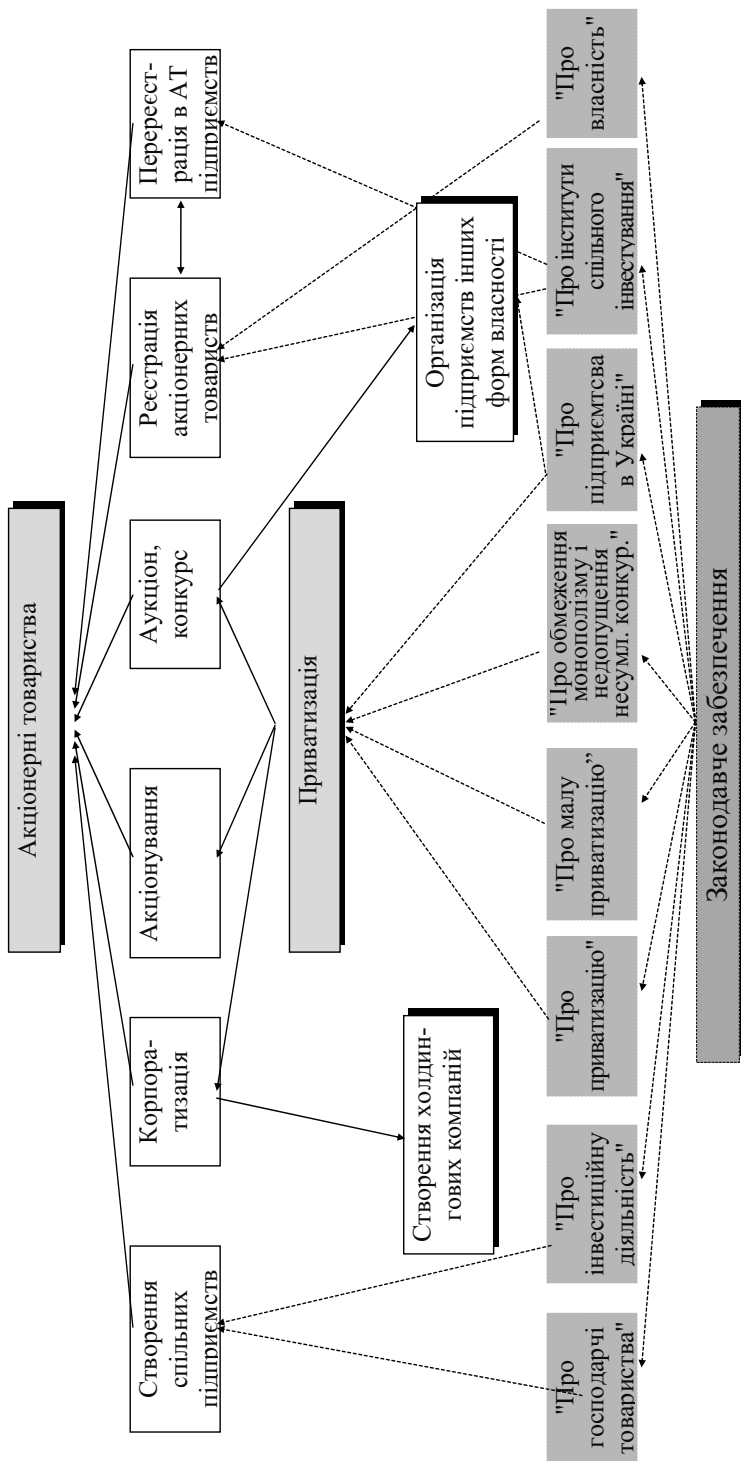 Акціонерні товариства
Створення
спільних
підприємств
Корпора-
тизація
Акціонування
Аукціон,
конкурс
Реєстрація
акціонерних
товариств
Перереєст-
рація в АТ
підприємств
Приватизація
Створення холдин-
гових компаній
Організація
підприємств інших
форм власності
"Про
господарчі
товариства"
"Про
інвестиційну
діяльність"
"Про
приватизацію"
"Про малу
приватизацію”
"Про обмеження
монополізму і
недопущення
несумл. конкур."
"Про
підприємтсва
в Україні"
"Про інститути
спільного
інвестування"
"Про
власність"
Законодавче забезпечення